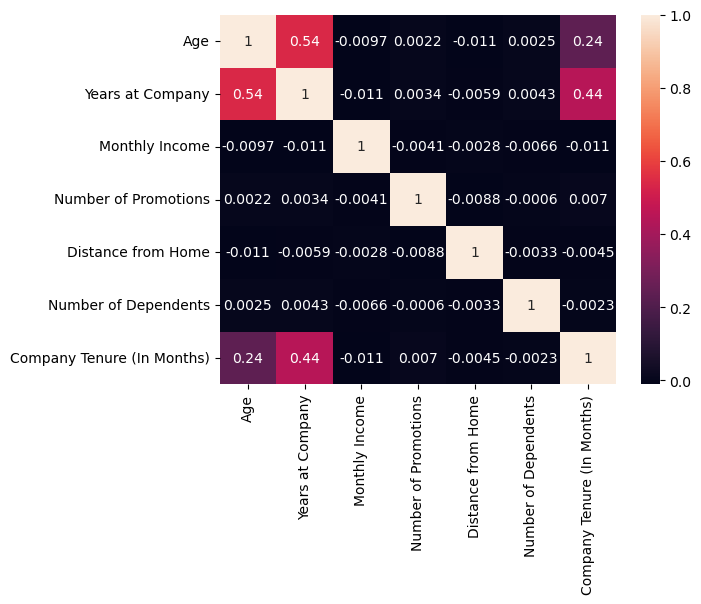 Age 1 0.54 -0.0097 0.0022 -0.011 0.0025 0.24
Years at Company 0.54 1 -0.011 0.0034 -0.0059 0.0043 0.44
Monthly Income -0.0097 -0.011 1 -0.0041 -0.0028 -0.0066 -0.011
Number of Promotions 0.0022 0.0034 -0.0041 1 -0.0088 -0.0006 0.007
Distance from Home -0.011 -0.0059 -0.0028 -0.0088 1 -0.0033 -0.0045
Number of Dependents 0.0025 0.0043 -0.0066 -0.0006 -0.0033 1 -0.0023
Company Tenure (In Months) 0.24 0.44 -0.011 0.007 -0.0045 -0.0023 1
Age
Years at Company
Monthly Income
Number of Promotions
Distance from Home
Number of Dependents
Company Tenure (In Months)
1.0
0.8
0.6
0.4
0.2
0.0